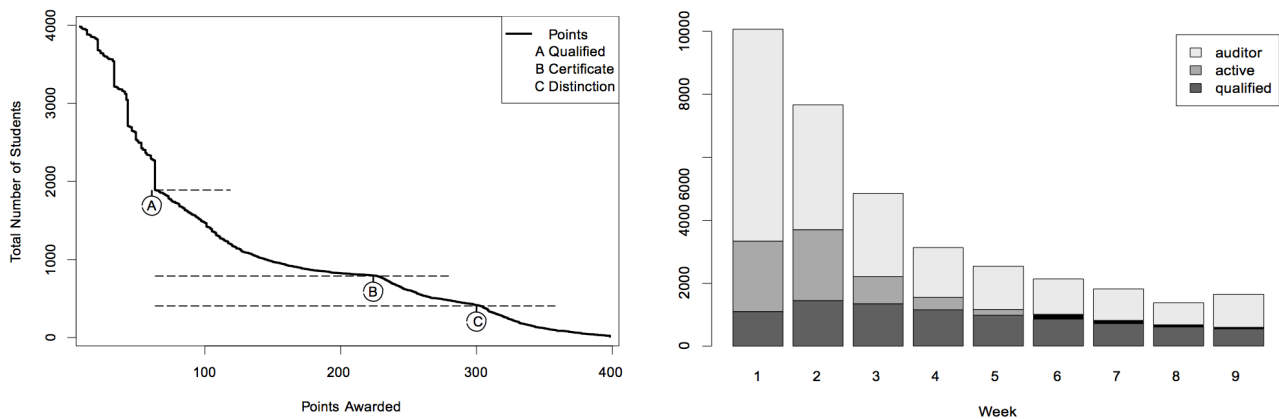 Total Number of Students
4000
3000
2000
1000
0
100
200
300
400
Points Awarded
Points
A Qualified
B Certificate
C Distinction
A
B
C
10000
8000
6000
4000
2000
0
auditor
active
qualified
1 2 3 4 5 6 7 8 9
Week